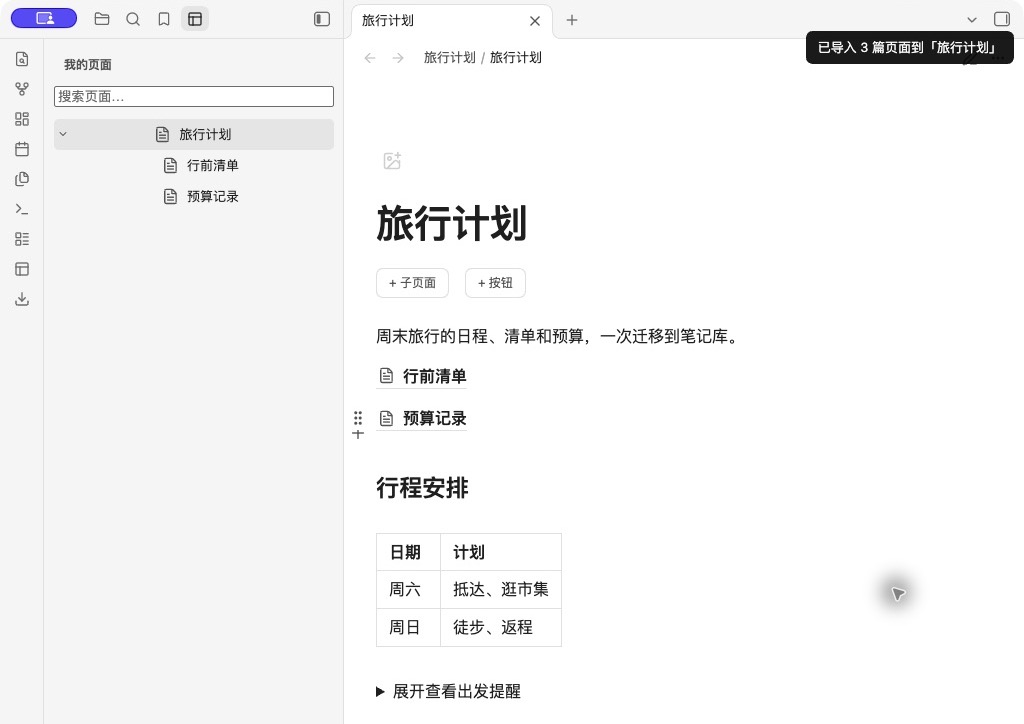 旅行计划
已导入 3 篇页面到「旅行计划」
旅行计划 / 旅行计划
我的页面
搜索页面…
旅行计划
行前清单
预算记录
旅行计划
+ 子页面
+ 按钮
周末旅行的日程、清单和预算，一次迁移到笔记库。
行前清单
预算记录
行程安排
日期 计划
周六 抵达、逛市集
周日 徒步、返程
展开查看出发提醒